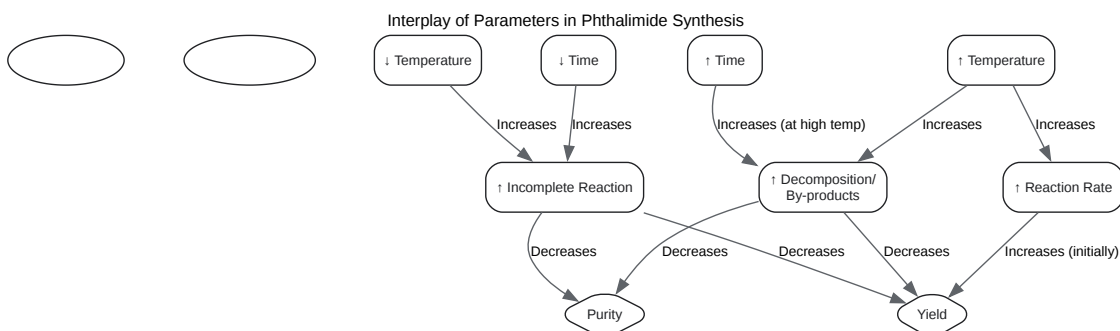 Interplay of Parameters in Phthalimide Synthesis
↓ Temperature
↓ Time
↑ Time
↑ Temperature
Increases
Increases
Increases (at high temp)
Increases
Increases
↑ Incomplete Reaction
↑ Decomposition/
By-products
↑ Reaction Rate
Decreases
Decreases
Decreases
Decreases
Increases (initially)
Purity
Yield